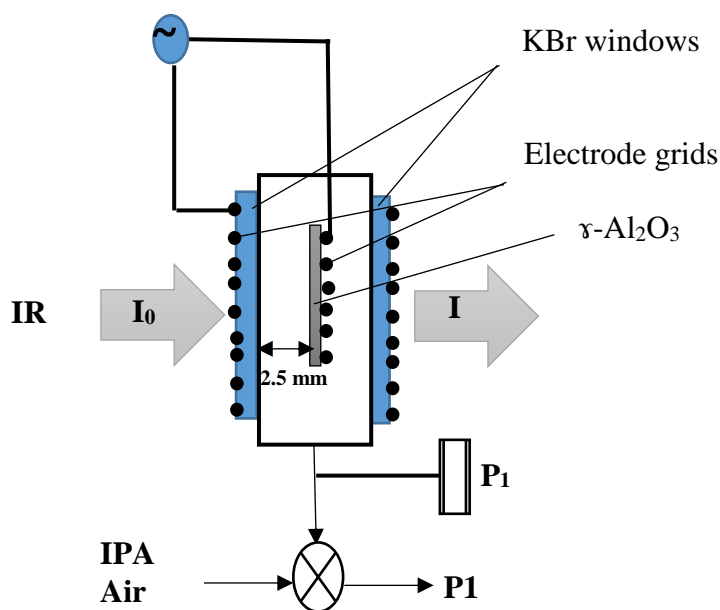 ~
KBr windows
Electrode grids
ɤ-Al₂O₃
IR
I₀
I
2.5 mm
P₁
IPA
Air
P1